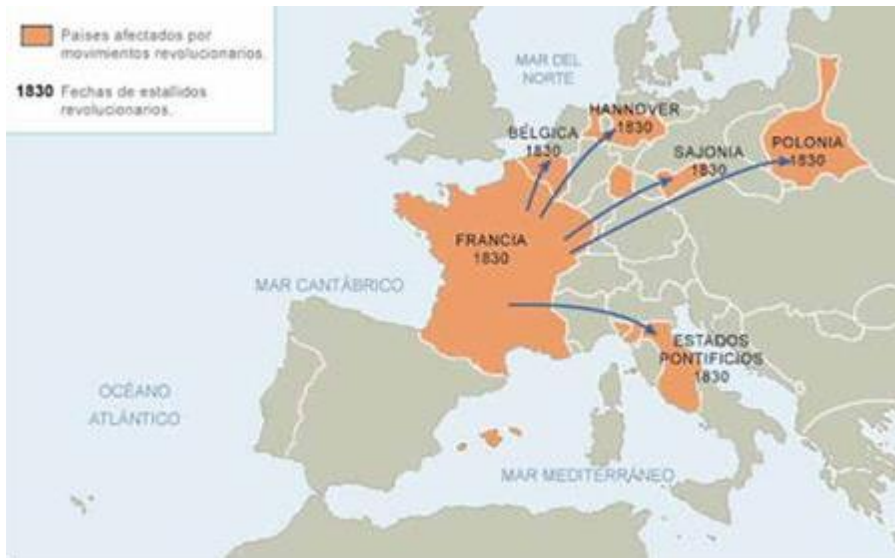 Países afectados por
movimientos revolucionarios.
1830 Fechas de estallidos
revolucionarios.
MAR DEL
NORTE
HANNOVER
1830
BÉLGICA
1830
SAJONIA
1830
POLONIA
1830
FRANCIA
1830
MAR CANTÁBRICO
ESTADOS
PONTIFICIOS
1830
OCÉANO
ATLÁNTICO
MAR MEDITERRÁNEO